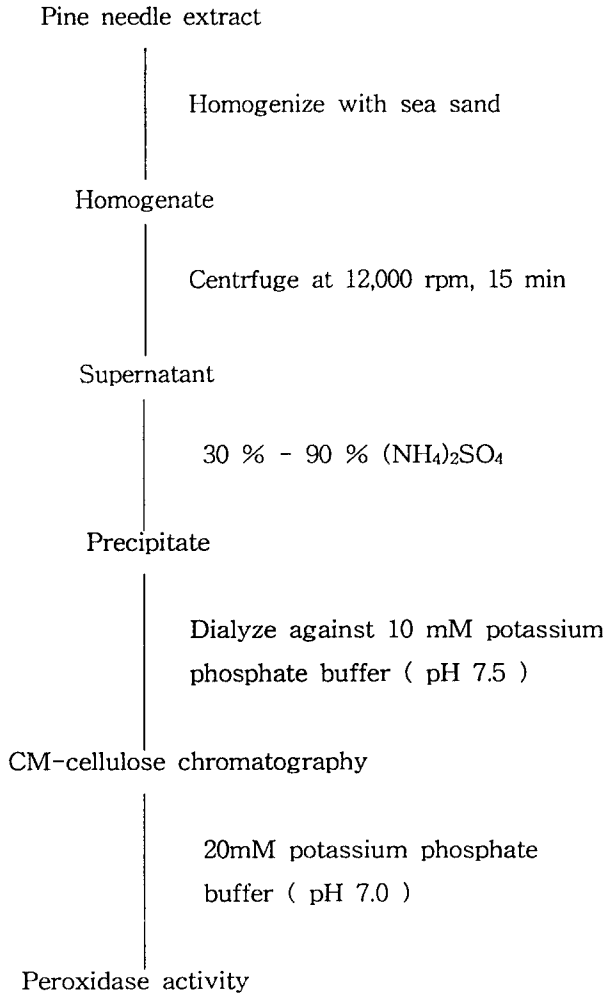 Pine needle extract
Homogenize with sea sand
Homogenate
Centrfuge at 12,000 rpm, 15 min
Supernatant
30 % - 90 % (NH₄)₂SO₄
Precipitate
Dialyze against 10 mM potassium
phosphate buffer ( pH 7.5 )
CM-cellulose chromatography
20mM potassium phosphate
buffer ( pH 7.0 )
Peroxidase activity